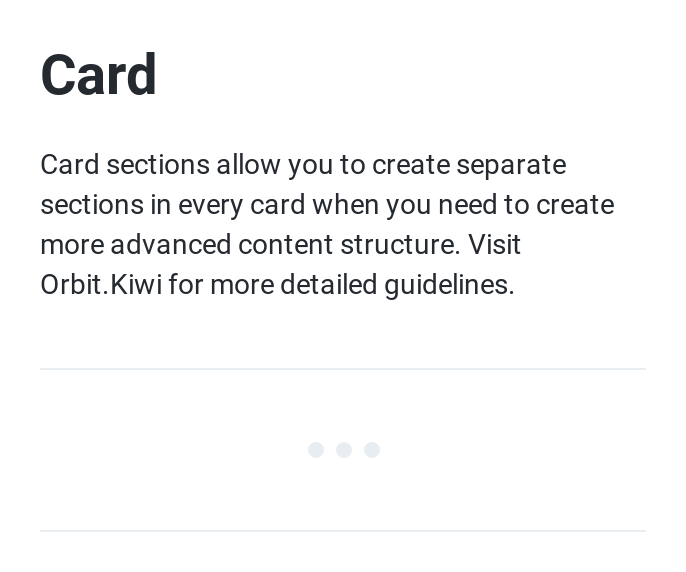 Card
Card sections allow you to create separate
sections in every card when you need to create
more advanced content structure. Visit
Orbit.Kiwi for more detailed guidelines.